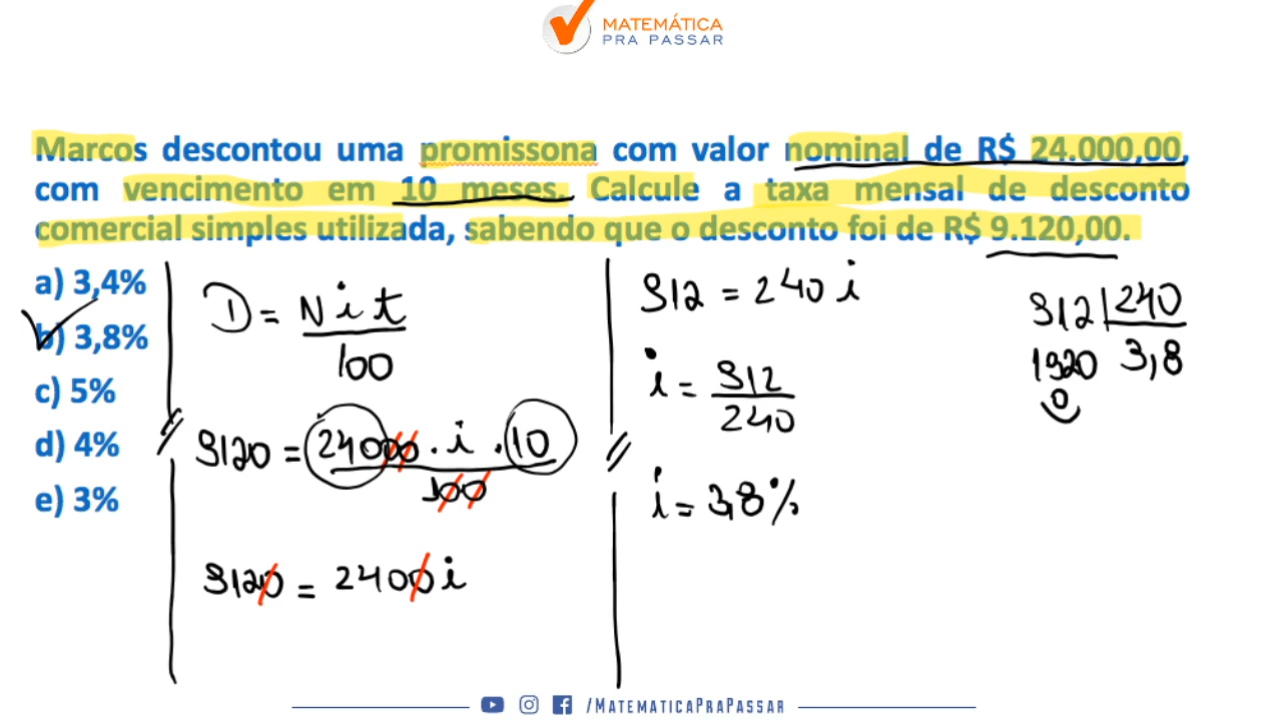 MATEMÁTICA
PRA PASSAR
Marcos descontou uma promissona com valor nominal de R$ 24.000,00,
com vencimento em 10 meses. Calcule a taxa mensal de desconto
comercial simples utilizada, sabendo que o desconto foi de R$ 9.120,00.
a) 3,4%
b) 3,8%
c) 5%
d) 4%
e) 3%
D = N i t
100
9120 = 24000 . i . 10
100
9120 = 2400 i
912 = 240 i
i = 912
240
i = 3,8%
912 240
1920 3,8
0
/MATEMATICAPRAPASSAR